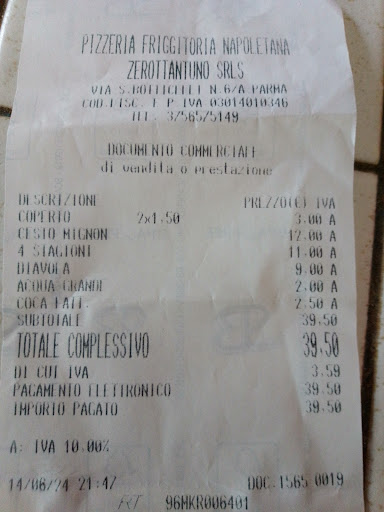 PIZZERIA FRIGGITORIA NAPOLETANA
ZEROTTANTUNO SRLS
VIA S.BOTTICELLI N.6/A PARMA
COD.FISC. E P IVA 03014010346
TEL. 3756575149
DOCUMENTO COMMERCIALE
di vendita o prestazione
DESCRIZIONE PREZZO(€) IVA
COPERTO 2x1.50 3.00 A
CESTO MIGNON 12.00 A
4 STAGIONI 11.00 A
DIAVOLA 9.00 A
ACQUA GRANDE 2.00 A
COCA LATT. 2.50 A
SUBTOTALE 39.50
TOTALE COMPLESSIVO 39.50
DI CUI IVA 3.59
PAGAMENTO ELETTRONICO 39.50
IMPORTO PAGATO 39.50
A: IVA 10.00%
14/08/24 21:47 DOC.1565 0019
RT 96MKR006401